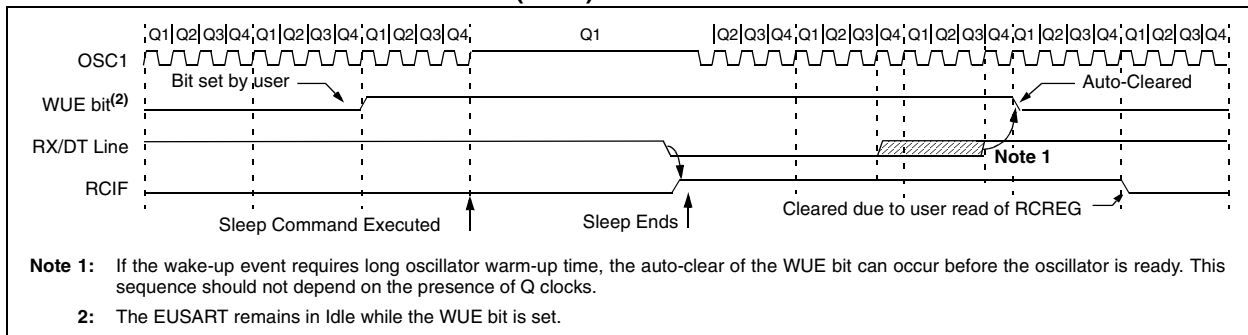 Q1 Q2 Q3 Q4 Q1 Q2 Q3 Q4 Q1 Q2 Q3 Q4 Q1 Q2 Q3 Q4 Q1 Q2 Q3 Q4 Q1 Q2 Q3 Q4 Q1 Q2 Q3 Q4 Q1 Q2 Q3 Q4
OSC1
Bit set by user
Auto-Cleared
WUE bit(2)
RX/DT Line
Note 1
RCIF
Cleared due to user read of RCREG
Sleep Command Executed
Sleep Ends
Note 1: If the wake-up event requires long oscillator warm-up time, the auto-clear of the WUE bit can occur before the oscillator is ready. This
sequence should not depend on the presence of Q clocks.
2: The EUSART remains in Idle while the WUE bit is set.